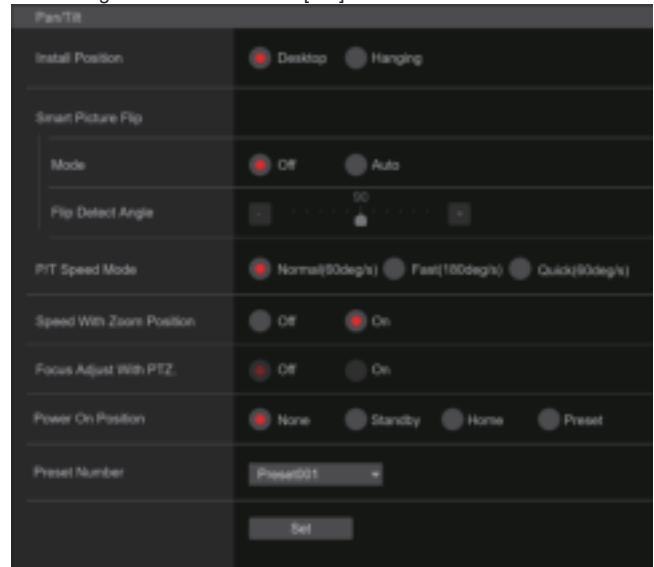 Pan/Tilt
Install Position Desktop Hanging
Smart Picture Flip
Mode Off Auto
Flip Detect Angle - 90 +
P/T Speed Mode Normal(60deg/s) Fast(180deg/s) Quick(60deg/s)
Speed With Zoom Position Off On
Focus Adjust With PTZ. Off On
Power On Position None Standby Home Preset
Preset Number Preset001
Set